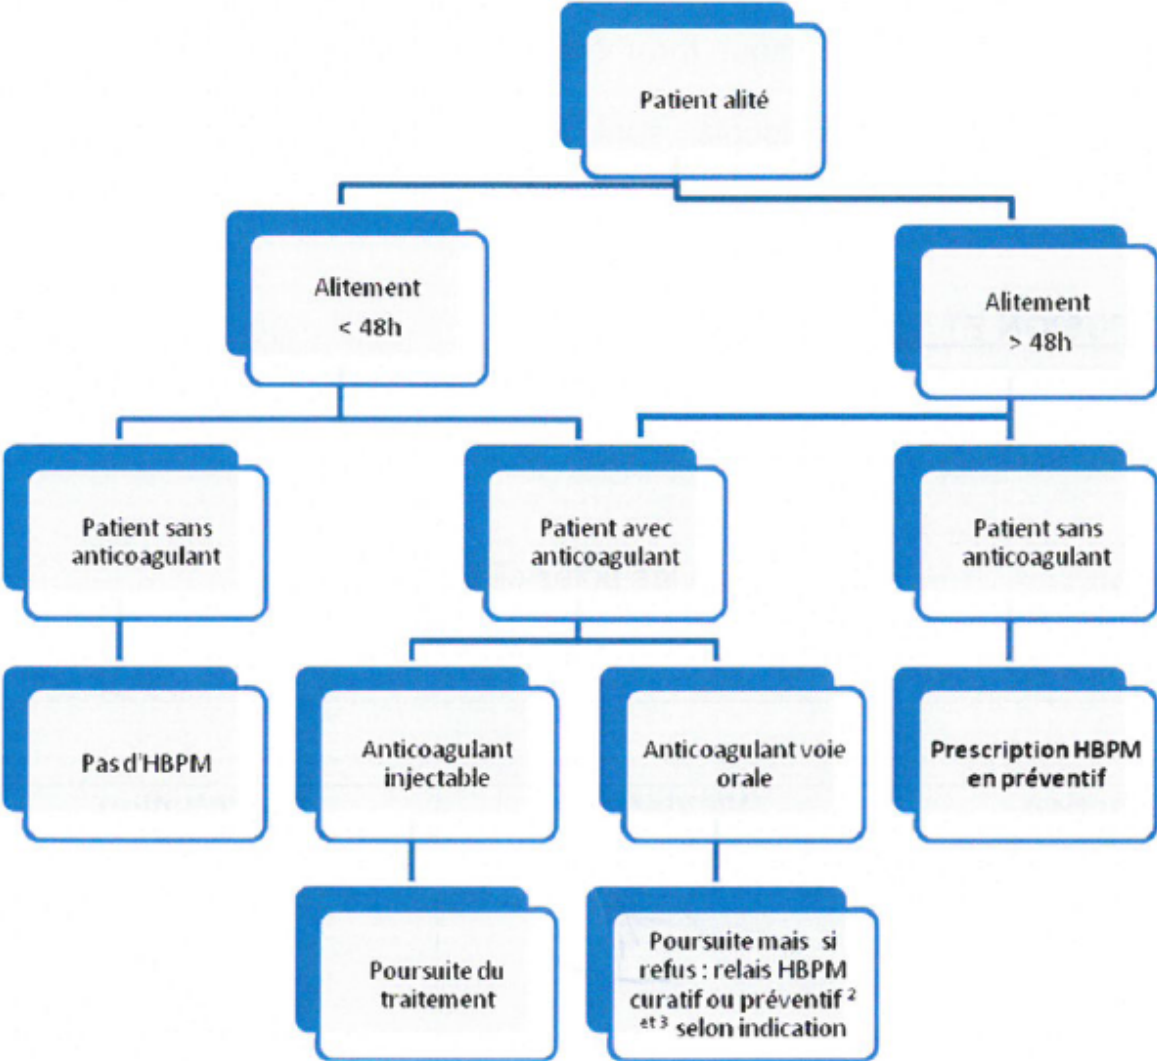 Patient alité
Alitement
< 48h
Alitement
> 48h
Patient sans
anticoagulant
Patient avec
anticoagulant
Patient sans
anticoagulant
Pas d'HBPM
Anticoagulant
injectable
Anticoagulant voie
orale
Prescription HBPM
en préventif
Poursuite du
traitement
Poursuite mais si
refus : relais HBPM
curatif ou préventif ²
et 3 selon indication